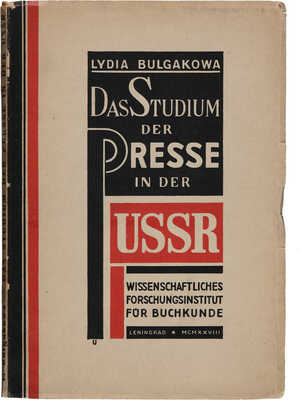 LYDIA BULGAKOWA
DAS STUDIUM
DER
PRESSE
IN DER
USSR
WISSENSCHAFTLICHES
FORSCHUNGSINSTITUT
FÜR BUCHKUNDE
LENINGRAD ★ MCMXXVIII